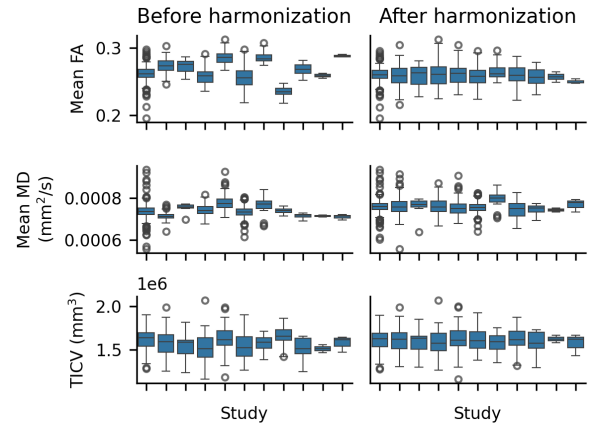 Before harmonization
After harmonization
Mean FA
0.3
0.2
Mean MD
(mm²/s)
0.0008
0.0006
1e6
TICV (mm³)
2.0
1.5
Study
Study